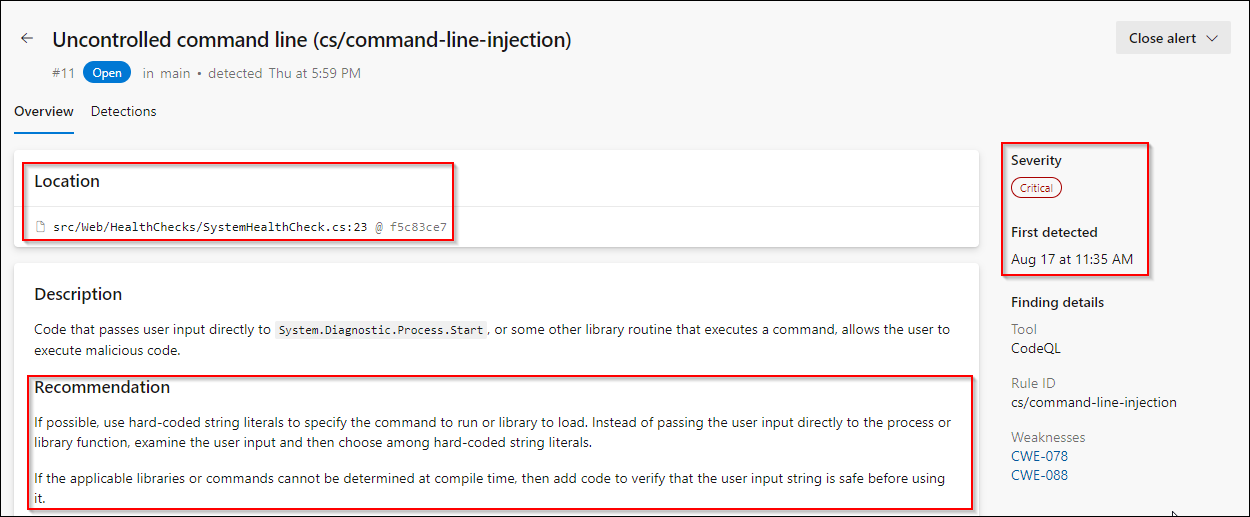 Uncontrolled command line (cs/command-line-injection)
Close alert
#11 Open in main • detected Thu at 5:59 PM
Overview Detections
Location
src/Web/HealthChecks/SystemHealthCheck.cs:23 @ f5c83ce7
Severity
Critical
First detected
Aug 17 at 11:35 AM
Description
Code that passes user input directly to System.Diagnostic.Process.Start, or some other library routine that executes a command, allows the user to
execute malicious code.
Recommendation
If possible, use hard-coded string literals to specify the command to run or library to load. Instead of passing the user input directly to the process or
library function, examine the user input and then choose among hard-coded string literals.
If the applicable libraries or commands cannot be determined at compile time, then add code to verify that the user input string is safe before using
it.
Finding details
Tool
CodeQL
Rule ID
cs/command-line-injection
Weaknesses
CWE-078
CWE-088